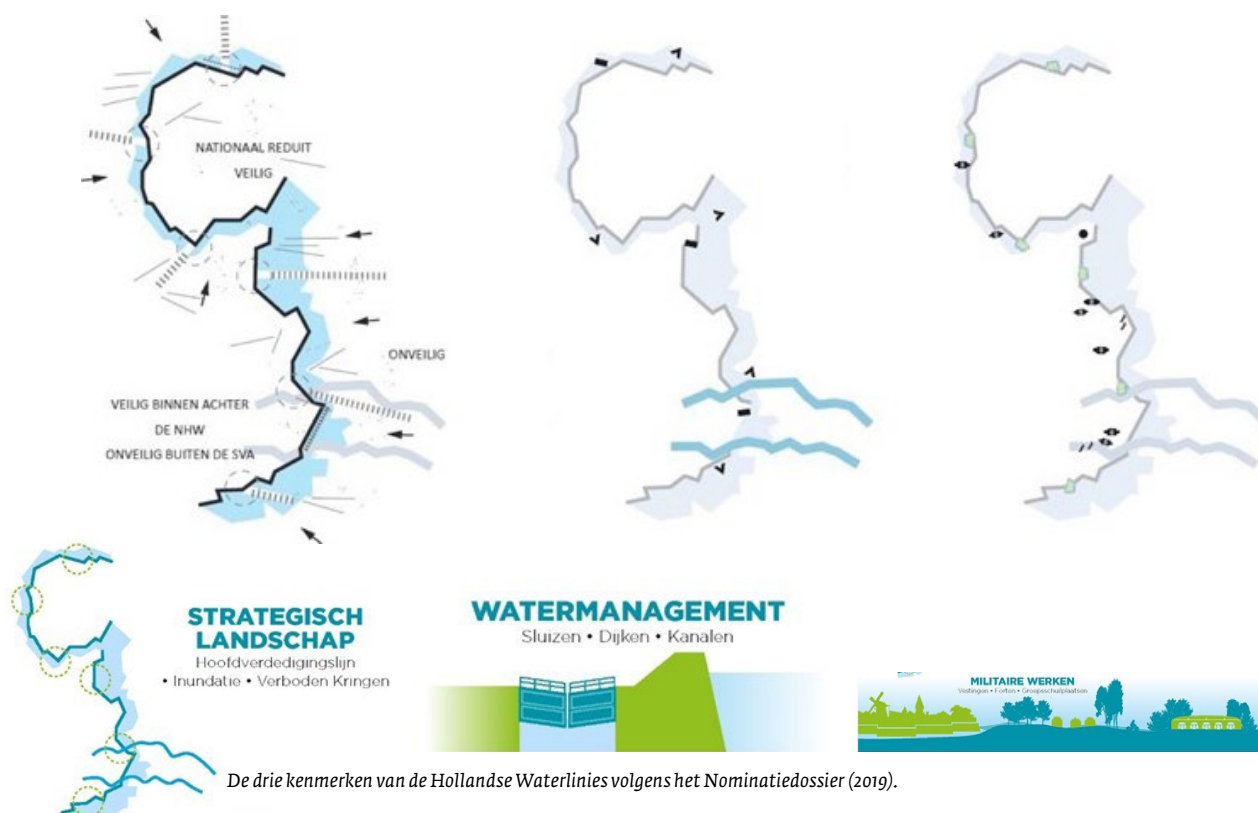 NATIONAAL REDUIT
VEILIG
ONVEILIG
VEILIG BINNEN ACHTER
DE NHW
ONVEILIG BUITEN DE SVA
STRATEGISCH
LANDSCHAP
Hoofdverdedigingslijn
• Inundatie • Verboden Kringen
WATERMANAGEMENT
Sluizen • Dijken • Kanalen
MILITAIRE WERKEN
Vestingen • Forten • Groepsschuilplaatsen
De drie kenmerken van de Hollandse Waterlinies volgens het Nominatiedossier (2019).